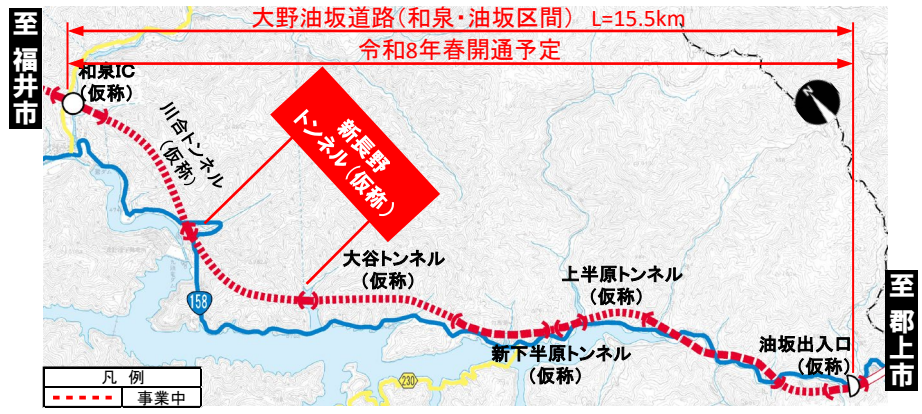 大野油坂道路(和泉・油坂区間) L=15.5km
令和8年春開通予定
至 福井市
和泉IC
(仮称)
川合トンネル
(仮称)
新長野
トンネル(仮称)
N
大谷トンネル
(仮称)
上半原トンネル
(仮称)
158
新下半原トンネル
(仮称)
油坂出入口
(仮称)
至 郡上市
230
凡 例
事業中